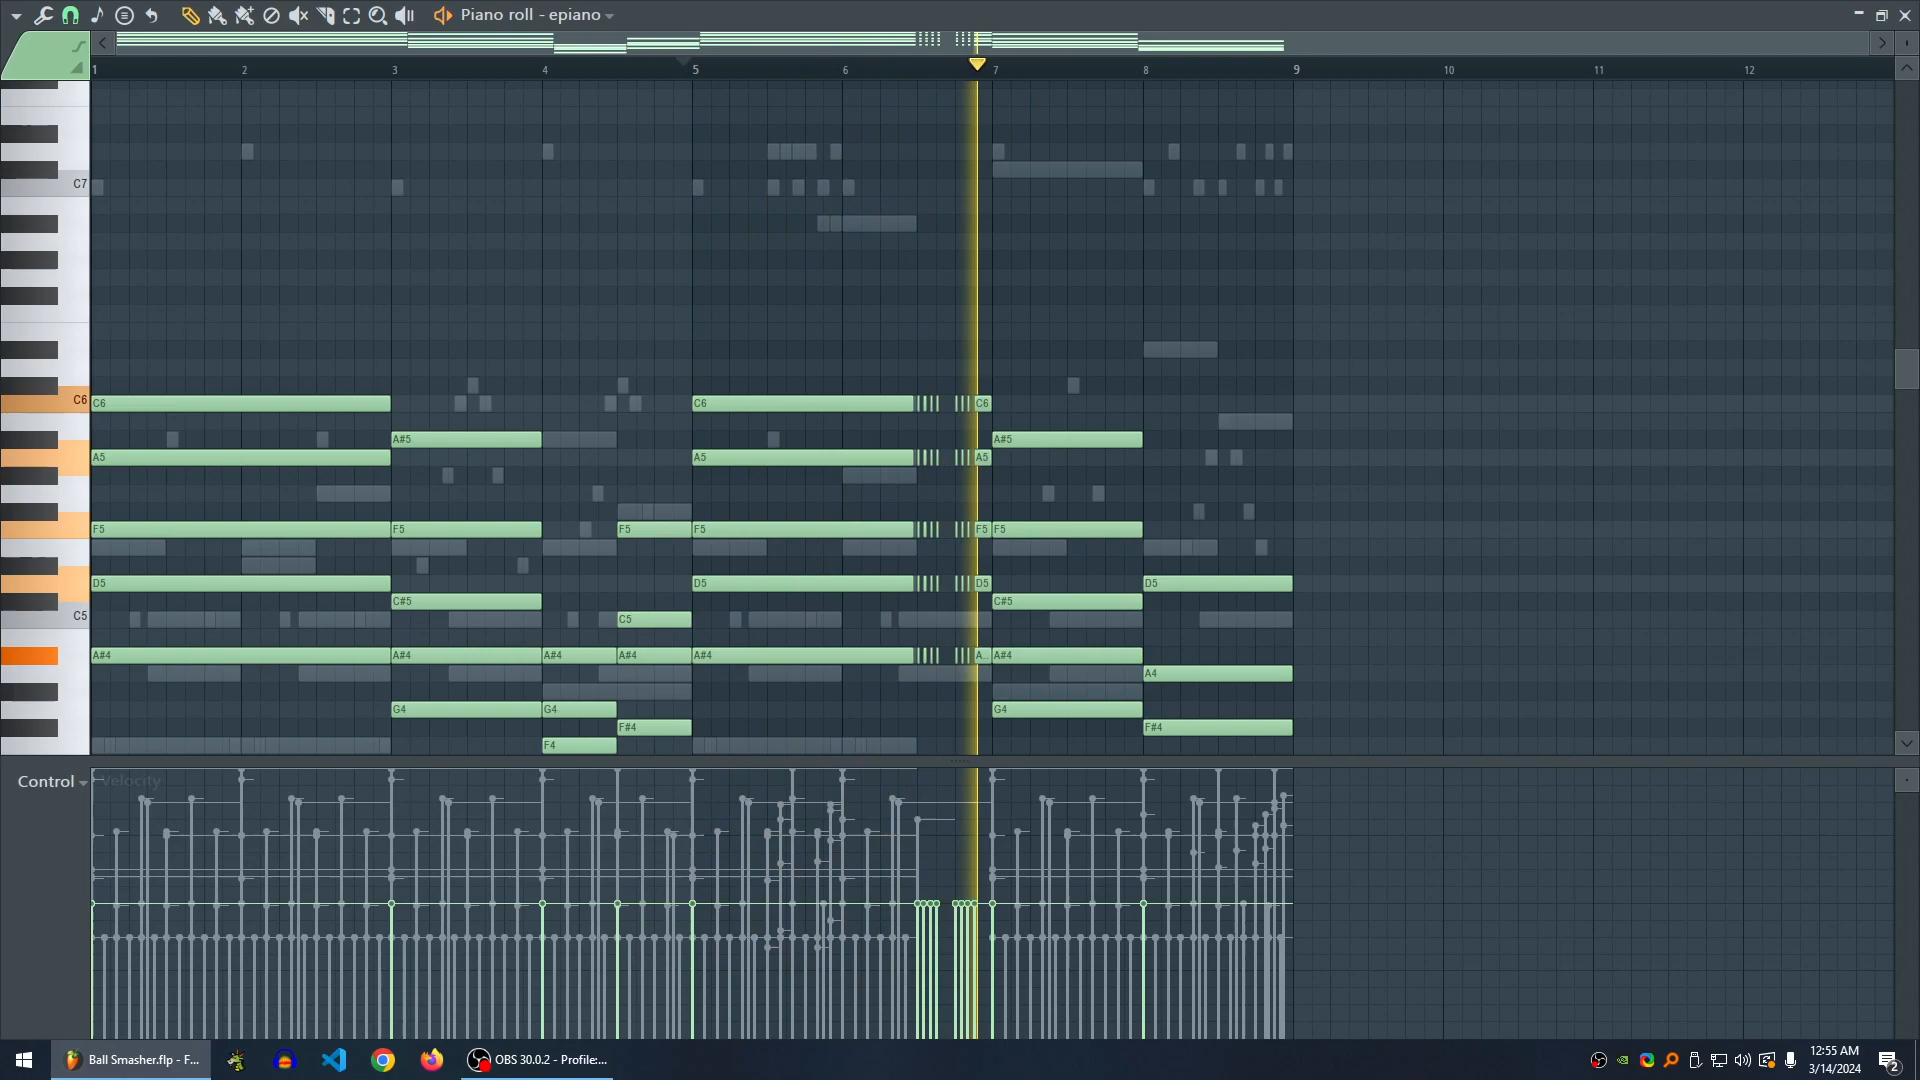 Piano roll - epiano
1 2 3 4 5 6 7 8 9 10 11 12
C7
C6 C6 C6 C6
A#5 A#5
A5 A5 A5
F5 F5 F5 F5 F5 F5
D5 D5 D5 D5
C#5 C#5
C5 C5
A#4 A#4 A#4 A#4 A#4 A.. A#4
A4
G4 G4 G4
F#4 F#4
F4
Control Velocity
Ball Smasher.flp - F...
OBS 30.0.2 - Profile:...
12:55 AM
3/14/2024
2